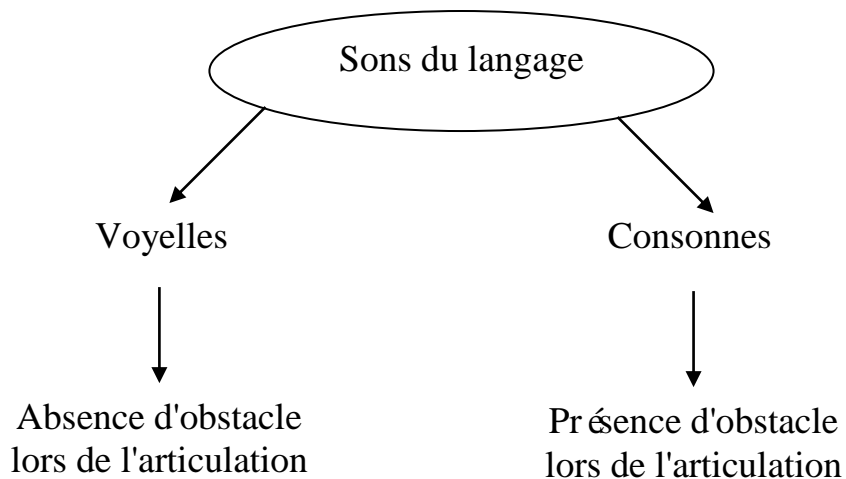 Sons du langage
Voyelles
Consonnes
Absence d'obstacle
lors de l'articulation
Présence d'obstacle
lors de l'articulation